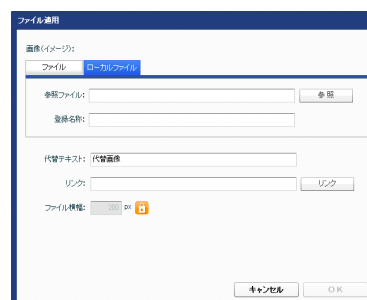 ファイル適用
画像(イメージ):
ファイル ローカルファイル
参照ファイル: 参照
登録名称:
代替テキスト: 代替画像
リンク: リンク
ファイル横幅: 200 px
キャンセル OK